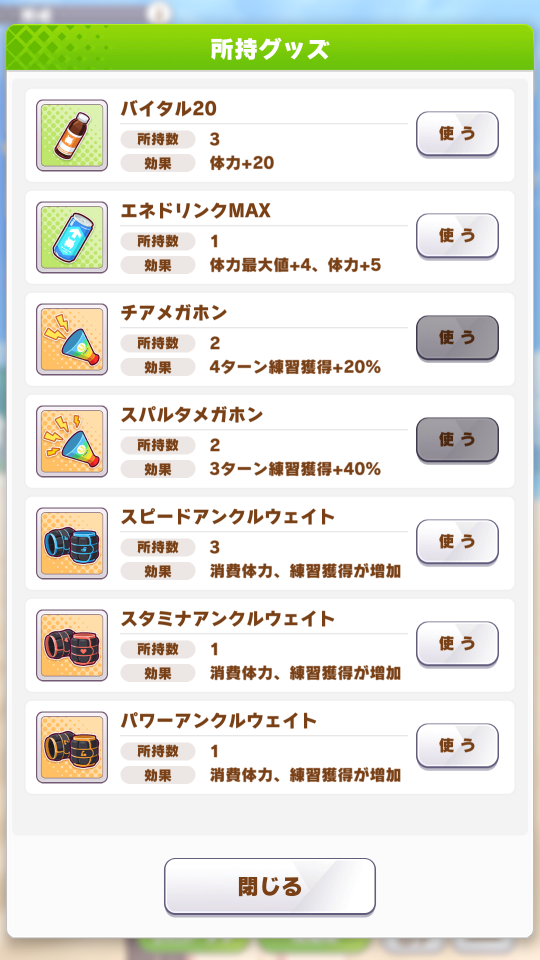 所持グッズ
バイタル20
所持数 3
効果 体力+20
使う
エネドリンクMAX
所持数 1
効果 体力最大値+4、体力+5
使う
チアメガホン
所持数 2
効果 4ターン練習獲得+20%
使う
スパルタメガホン
所持数 2
効果 3ターン練習獲得+40%
使う
スピードアンクルウェイト
所持数 3
効果 消費体力、練習獲得が増加
使う
スタミナアンクルウェイト
所持数 1
効果 消費体力、練習獲得が増加
使う
パワーアンクルウェイト
所持数 1
効果 消費体力、練習獲得が増加
使う
閉じる